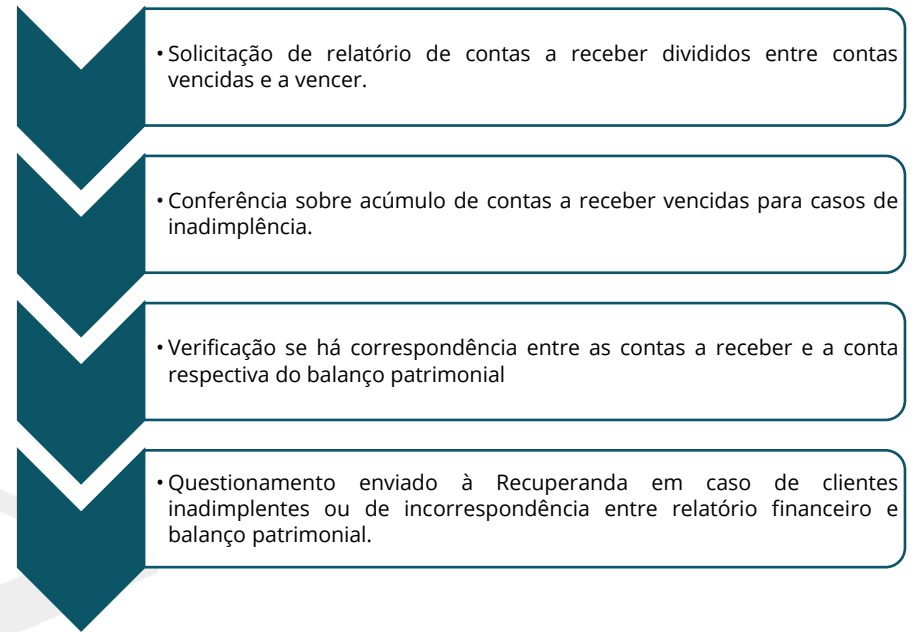 • Solicitação de relatório de contas a receber divididos entre contas
vencidas e a vencer.
• Conferência sobre acúmulo de contas a receber vencidas para casos de
inadimplência.
• Verificação se há correspondência entre as contas a receber e a conta
respectiva do balanço patrimonial
• Questionamento enviado à Recuperanda em caso de clientes
inadimplentes ou de incorrespondência entre relatório financeiro e
balanço patrimonial.